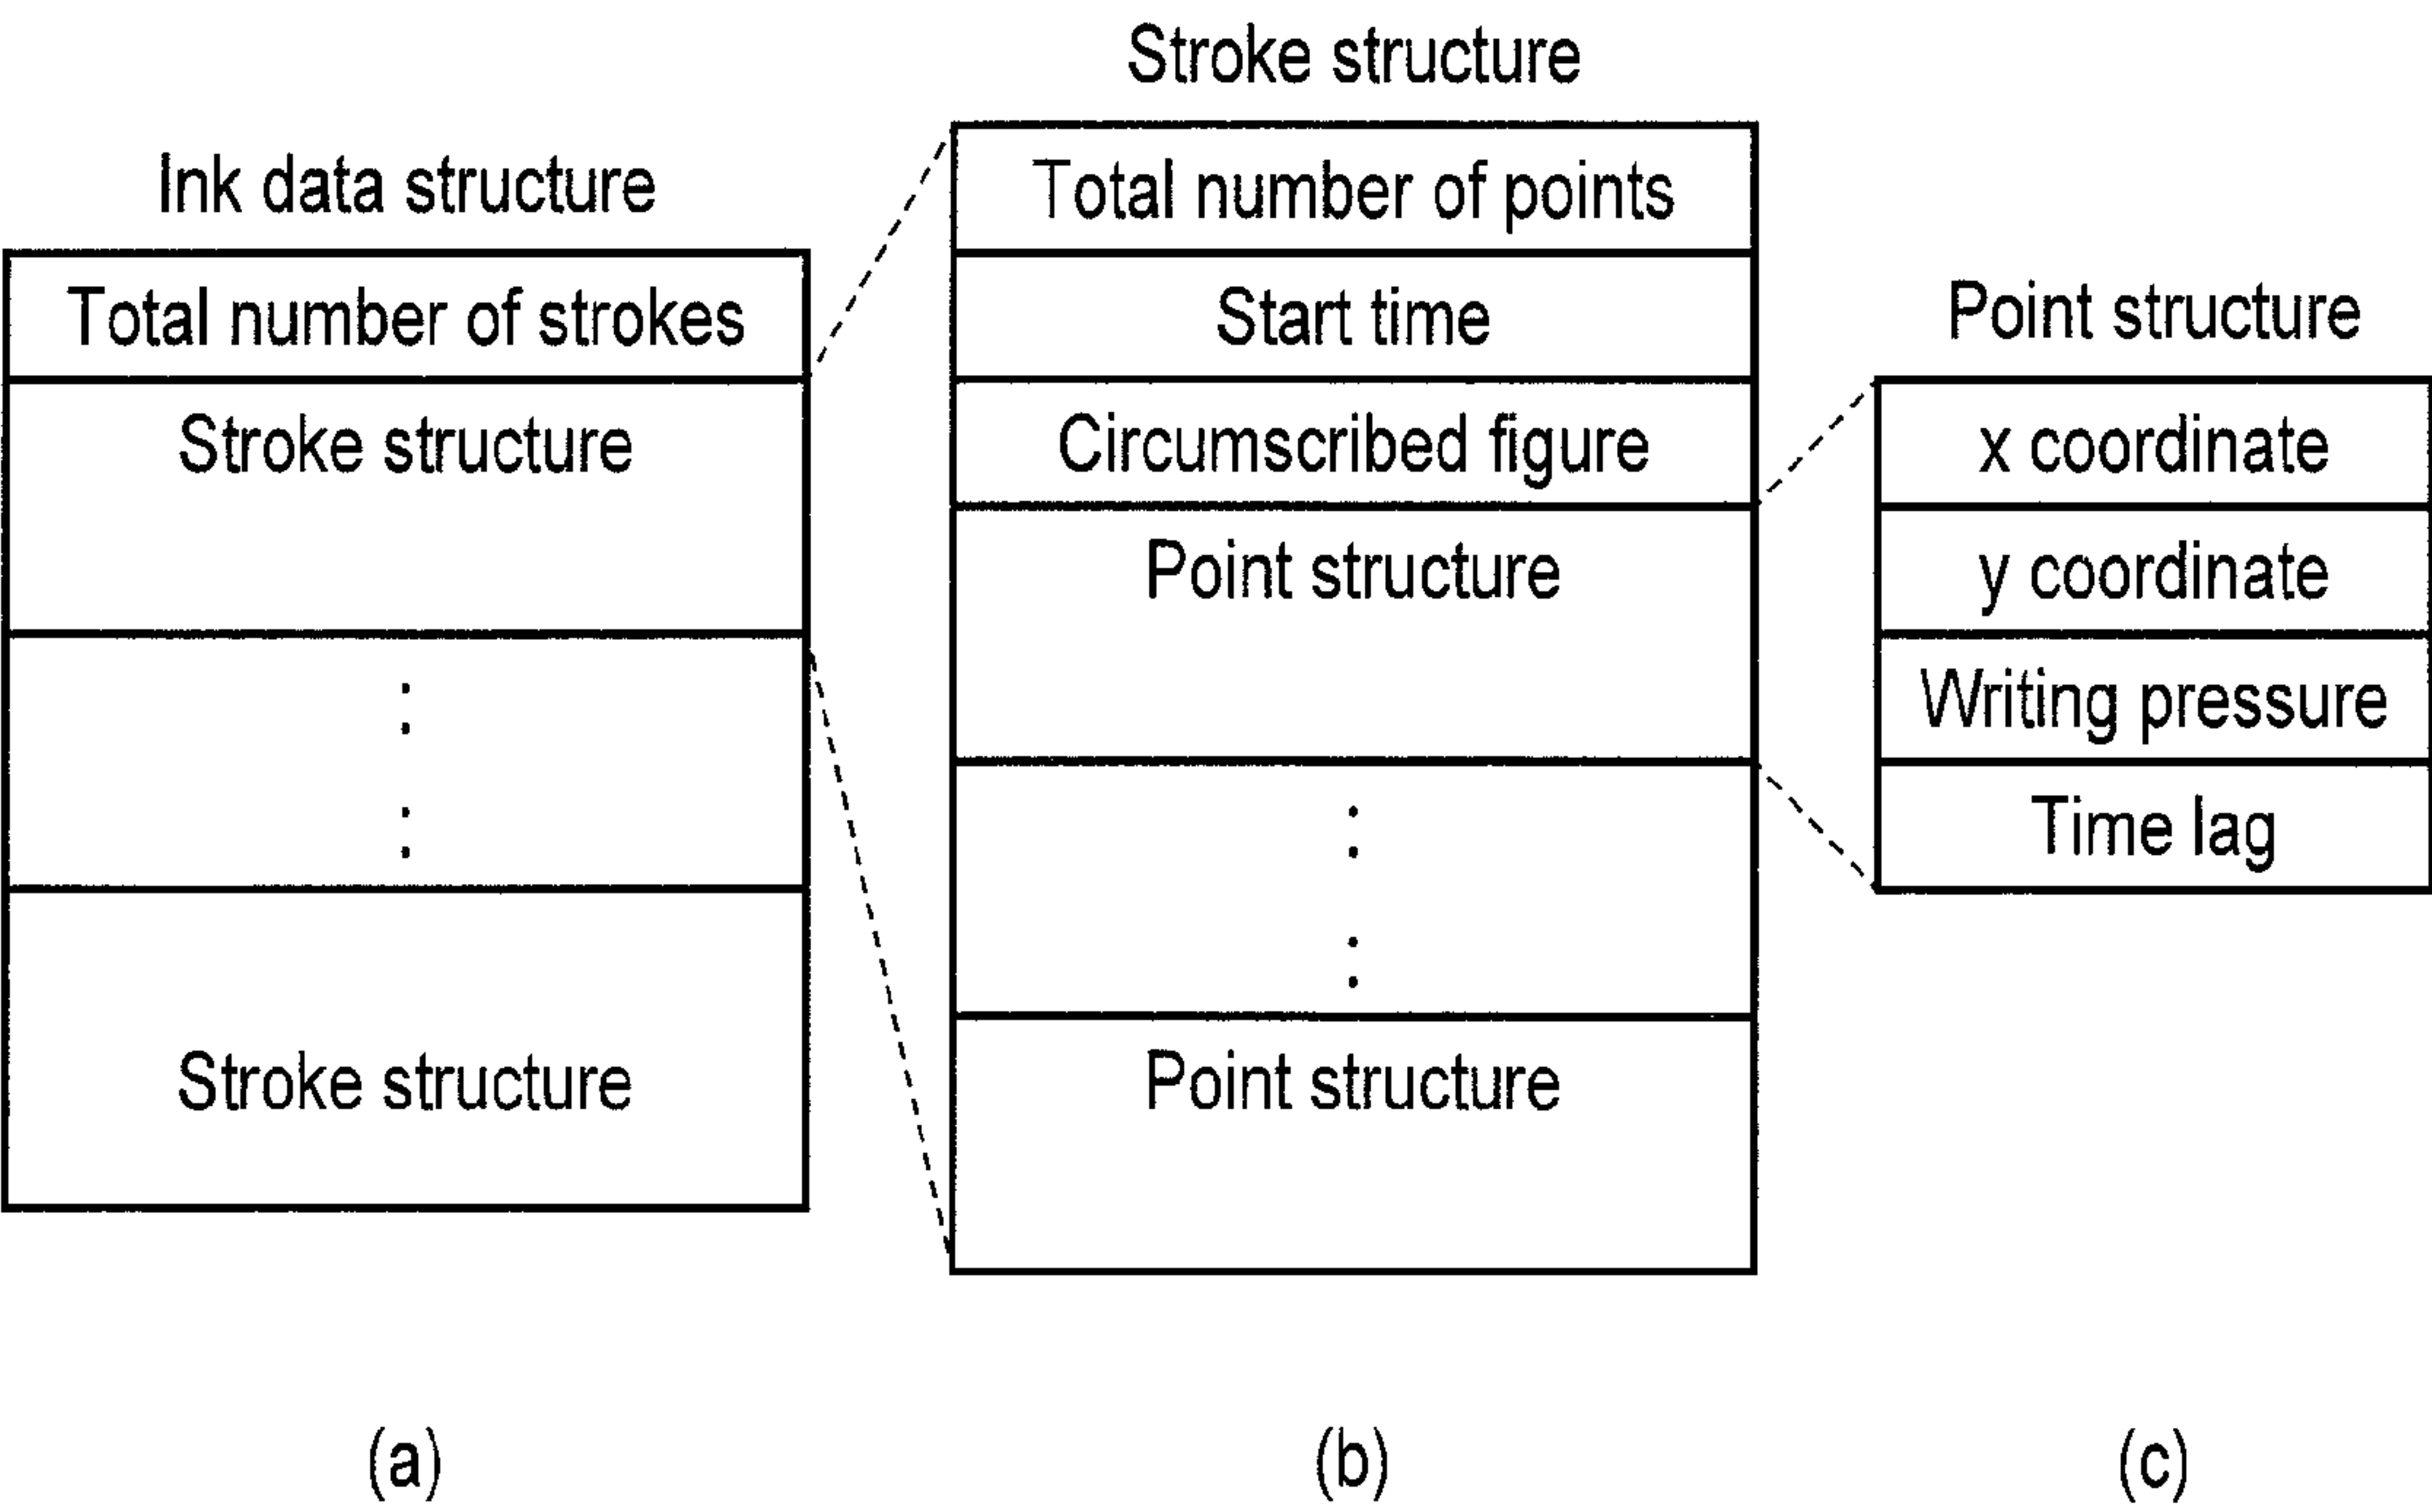 Ink data structure
Total number of strokes
Stroke structure
Stroke structure
(a)
Stroke structure
Total number of points
Start time
Circumscribed figure
Point structure
Point structure
(b)
Point structure
x coordinate
y coordinate
Writing pressure
Time lag
(c)